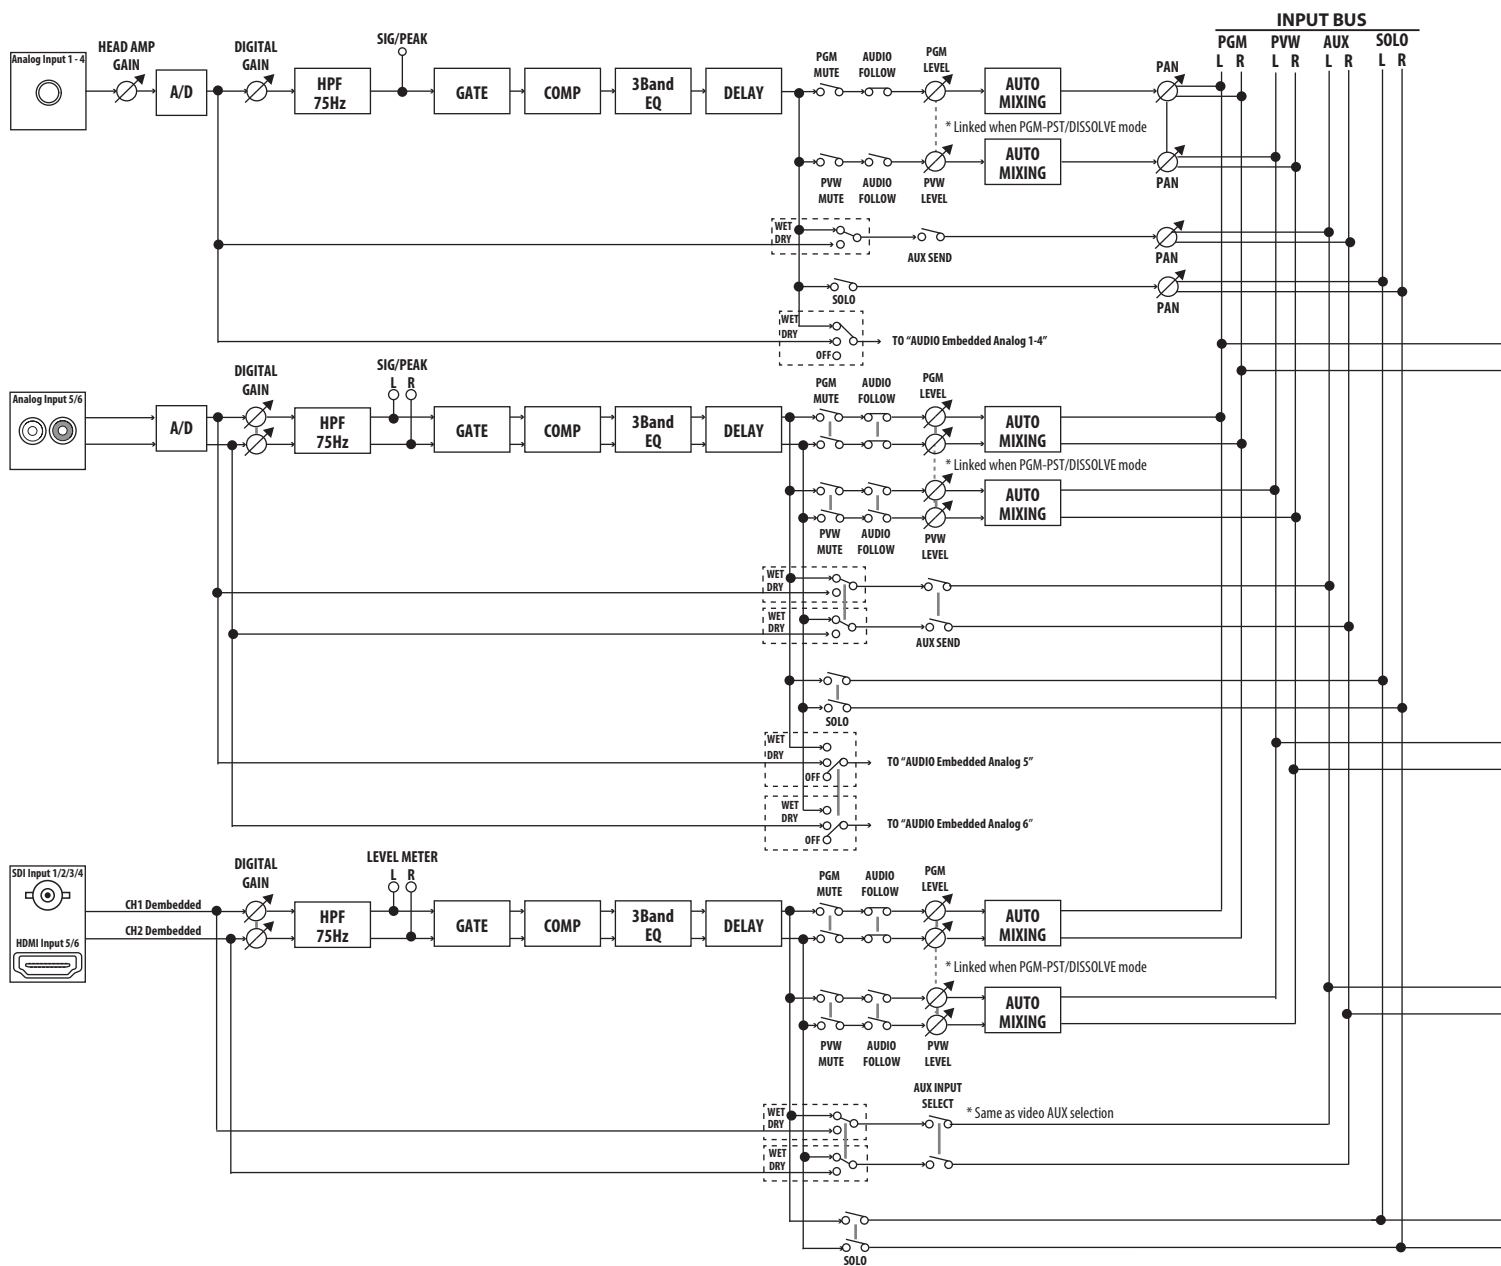 INPUT BUS
PGM PVW AUX SOLO
L R L R L R L R
Analog Input 1 - 4
HEAD AMP
GAIN
A/D
DIGITAL
GAIN
HPF
75Hz
SIG/PEAK
GATE
COMP
3Band
EQ
DELAY
PGM
MUTE
AUDIO
FOLLOW
PGM
LEVEL
AUTO
MIXING
PAN
* Linked when PGM-PST/DISSOLVE mode
PVW
MUTE
AUDIO
FOLLOW
PVW
LEVEL
AUTO
MIXING
PAN
WET
DRY
AUX SEND
PAN
SOLO
PAN
WET
DRY
OFF
TO “AUDIO Embedded Analog 1-4”
Analog Input 5/6
A/D
DIGITAL
GAIN
HPF
75Hz
SIG/PEAK
L R
GATE
COMP
3Band
EQ
DELAY
PGM
MUTE
AUDIO
FOLLOW
PGM
LEVEL
AUTO
MIXING
* Linked when PGM-PST/DISSOLVE mode
PVW
MUTE
AUDIO
FOLLOW
PVW
LEVEL
AUTO
MIXING
WET
DRY
WET
DRY
AUX SEND
SOLO
WET
DRY
OFF
TO “AUDIO Embedded Analog 5”
WET
DRY
OFF
TO “AUDIO Embedded Analog 6”
SDI Input 1/2/3/4
HDMI Input 5/6
CH1 Dembedded
CH2 Dembedded
DIGITAL
GAIN
HPF
75Hz
LEVEL METER
L R
GATE
COMP
3Band
EQ
DELAY
PGM
MUTE
AUDIO
FOLLOW
PGM
LEVEL
AUTO
MIXING
* Linked when PGM-PST/DISSOLVE mode
PVW
MUTE
AUDIO
FOLLOW
PVW
LEVEL
AUTO
MIXING
WET
DRY
WET
DRY
AUX INPUT
SELECT
* Same as video AUX selection
SOLO